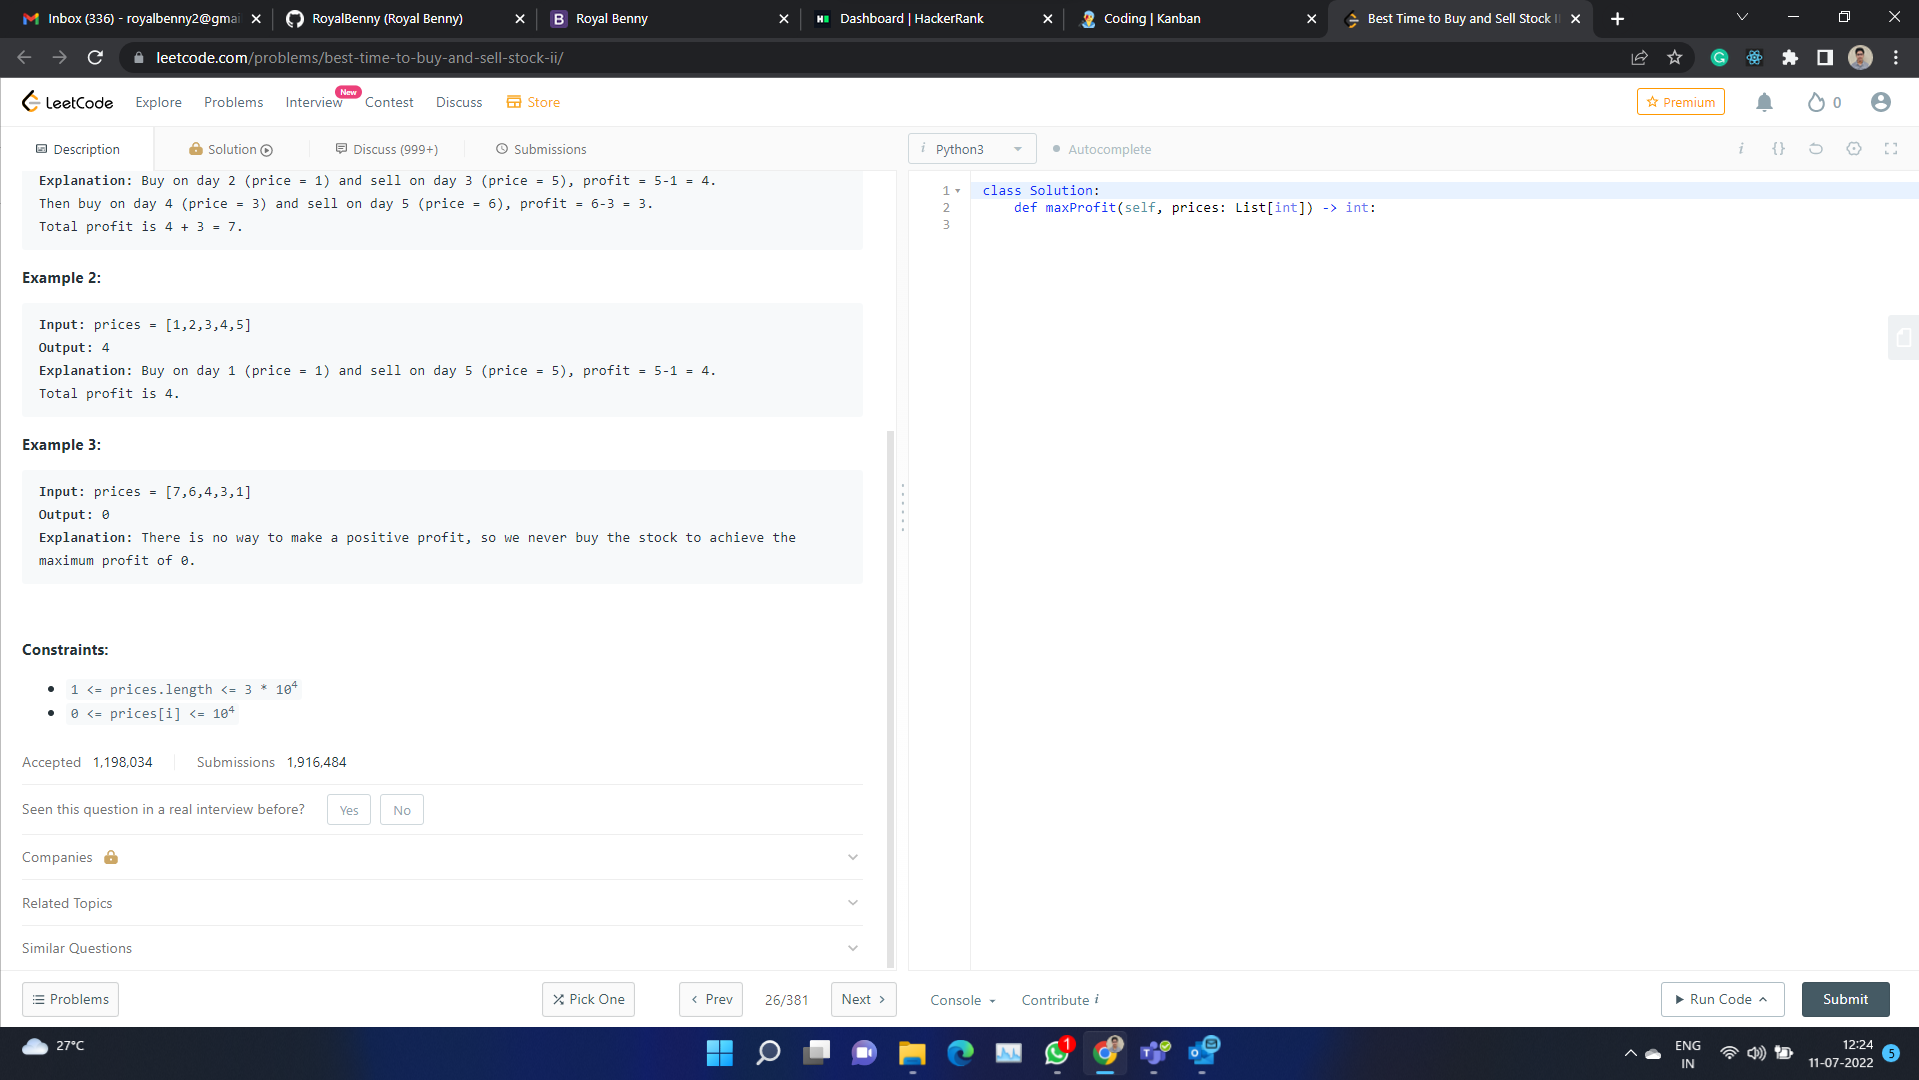 Inbox (336) - royalbenny2@gmai
RoyalBenny (Royal Benny)
B Royal Benny
Dashboard | HackerRank
Coding | Kanban
Best Time to Buy and Sell Stock I
leetcode.com/problems/best-time-to-buy-and-sell-stock-ii/
LeetCode
Explore
Problems
Interview
New
Contest
Discuss
Store
Premium
0
Description
Solution
Discuss (999+)
Submissions
i Python3
Autocomplete
i {}
Explanation: Buy on day 2 (price = 1) and sell on day 3 (price = 5), profit = 5-1 = 4.
Then buy on day 4 (price = 3) and sell on day 5 (price = 6), profit = 6-3 = 3.
Total profit is 4 + 3 = 7.
Example 2:
Input: prices = [1,2,3,4,5]
Output: 4
Explanation: Buy on day 1 (price = 1) and sell on day 5 (price = 5), profit = 5-1 = 4.
Total profit is 4.
Example 3:
Input: prices = [7,6,4,3,1]
Output: 0
Explanation: There is no way to make a positive profit, so we never buy the stock to achieve the
maximum profit of 0.
Constraints:
1 <= prices.length <= 3 * 10⁴
0 <= prices[i] <= 10⁴
Accepted 1,198,034
Submissions 1,916,484
Seen this question in a real interview before?
Yes
No
Companies
Related Topics
Similar Questions
1 class Solution:
2 def maxProfit(self, prices: List[int]) -> int:
3
Problems
Pick One
Prev
26/381
Next
Console
Contribute i
Run Code
Submit
27°C
1
ENG
IN
12:24
11-07-2022
5